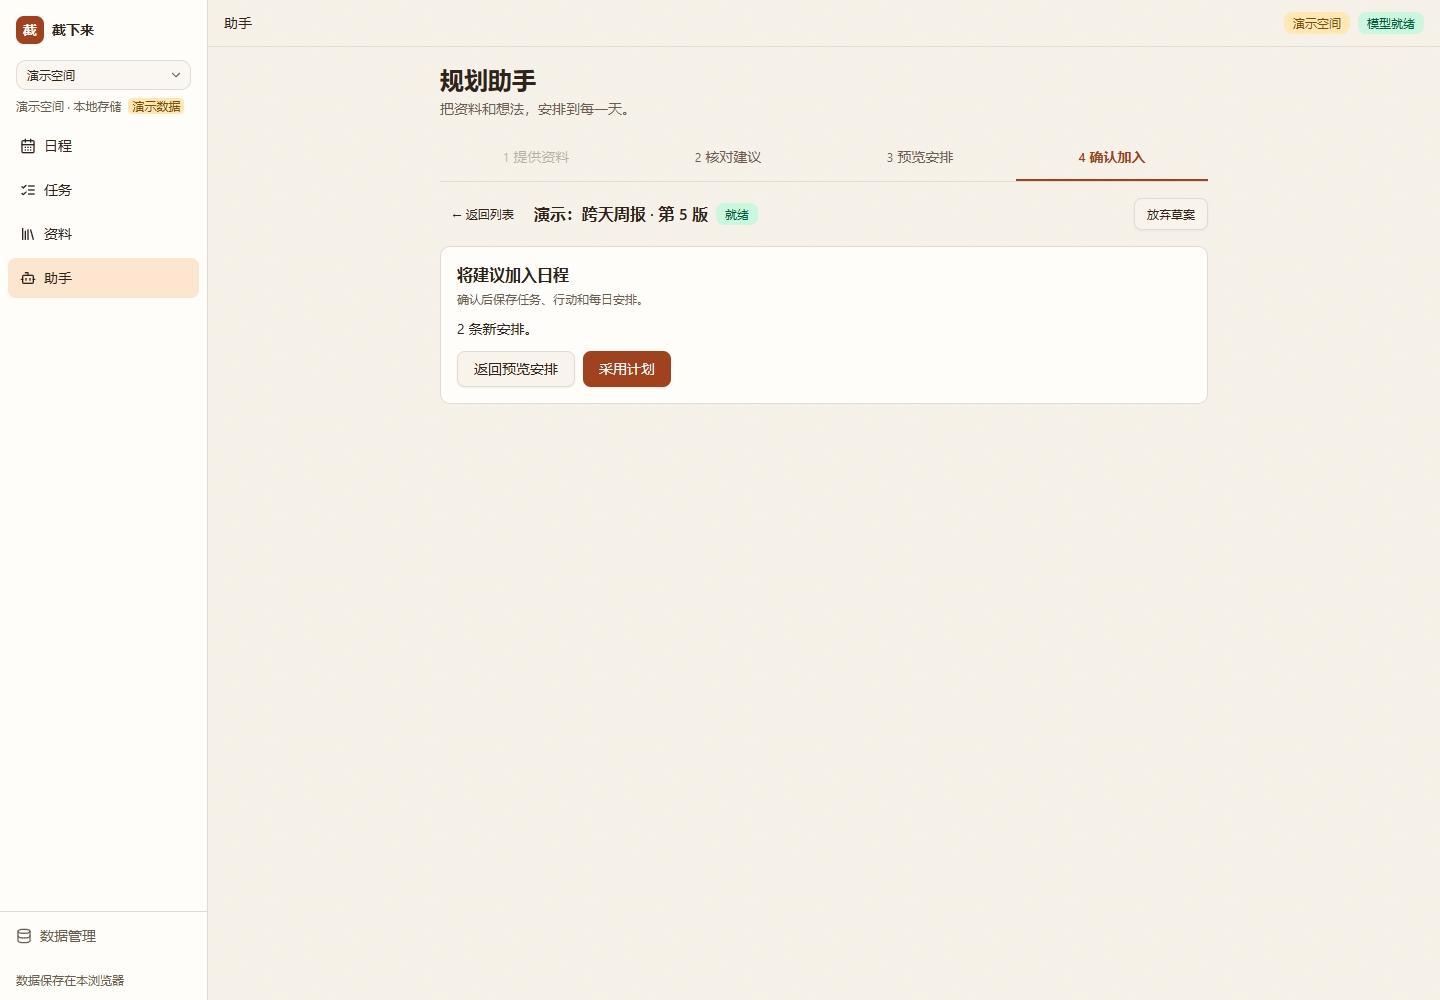 截 截下来
演示空间
演示空间 · 本地存储 演示数据
日程
任务
资料
助手
数据管理
数据保存在本浏览器
助手
演示空间 模型就绪
规划助手
把资料和想法，安排到每一天。
1 提供资料 2 核对建议 3 预览安排 4 确认加入
← 返回列表 演示：跨天周报 · 第 5 版 就绪 放弃草案
将建议加入日程
确认后保存任务、行动和每日安排。
2 条新安排。
返回预览安排 采用计划